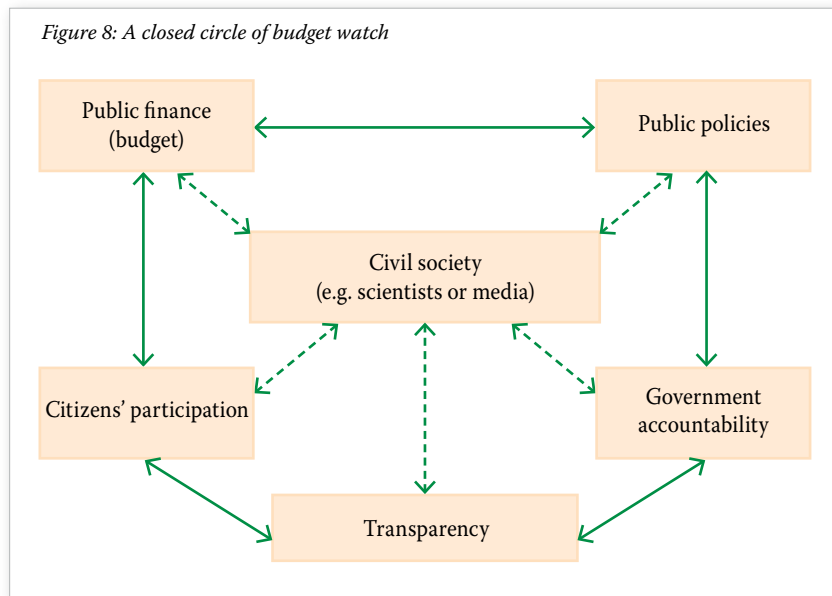 Figure 8: A closed circle of budget watch
Public finance
(budget)
Public policies
Civil society
(e.g. scientists or media)
Citizens’ participation
Government
accountability
Transparency